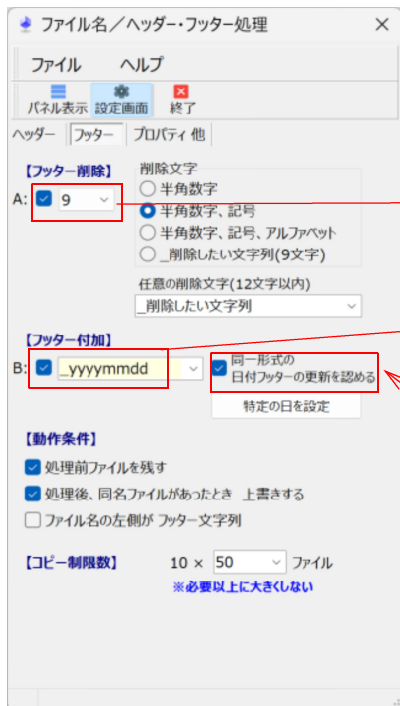 ファイル名／ヘッダー・フッター処理
ファイル ヘルプ
パネル表示 設定画面 終了
ヘッダー フッター プロパティ 他
【フッター削除】
A: 9
削除文字
半角数字
半角数字、記号
半角数字、記号、アルファベット
_削除したい文字列(9文字)
任意の削除文字(12文字以内)
_削除したい文字列
【フッター付加】
B: _yyyymmdd
同一形式の
日付フッターの更新を認める
特定の日を設定
【動作条件】
処理前ファイルを残す
処理後、同名ファイルがあったとき 上書きする
ファイル名の左側が フッター文字列
【コピー制限数】 10 × 50 ファイル
※必要以上に大きくしない